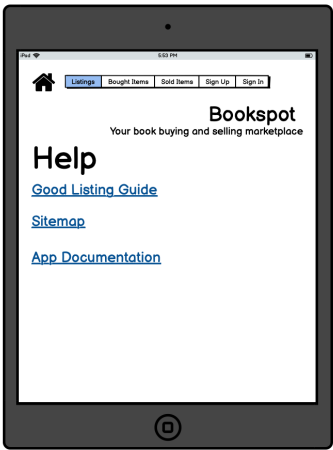 iPad 5:53 PM
Listings Bought Items Sold Items Sign Up Sign In
Bookspot
Your book buying and selling marketplace
Help
Good Listing Guide
Sitemap
App Documentation